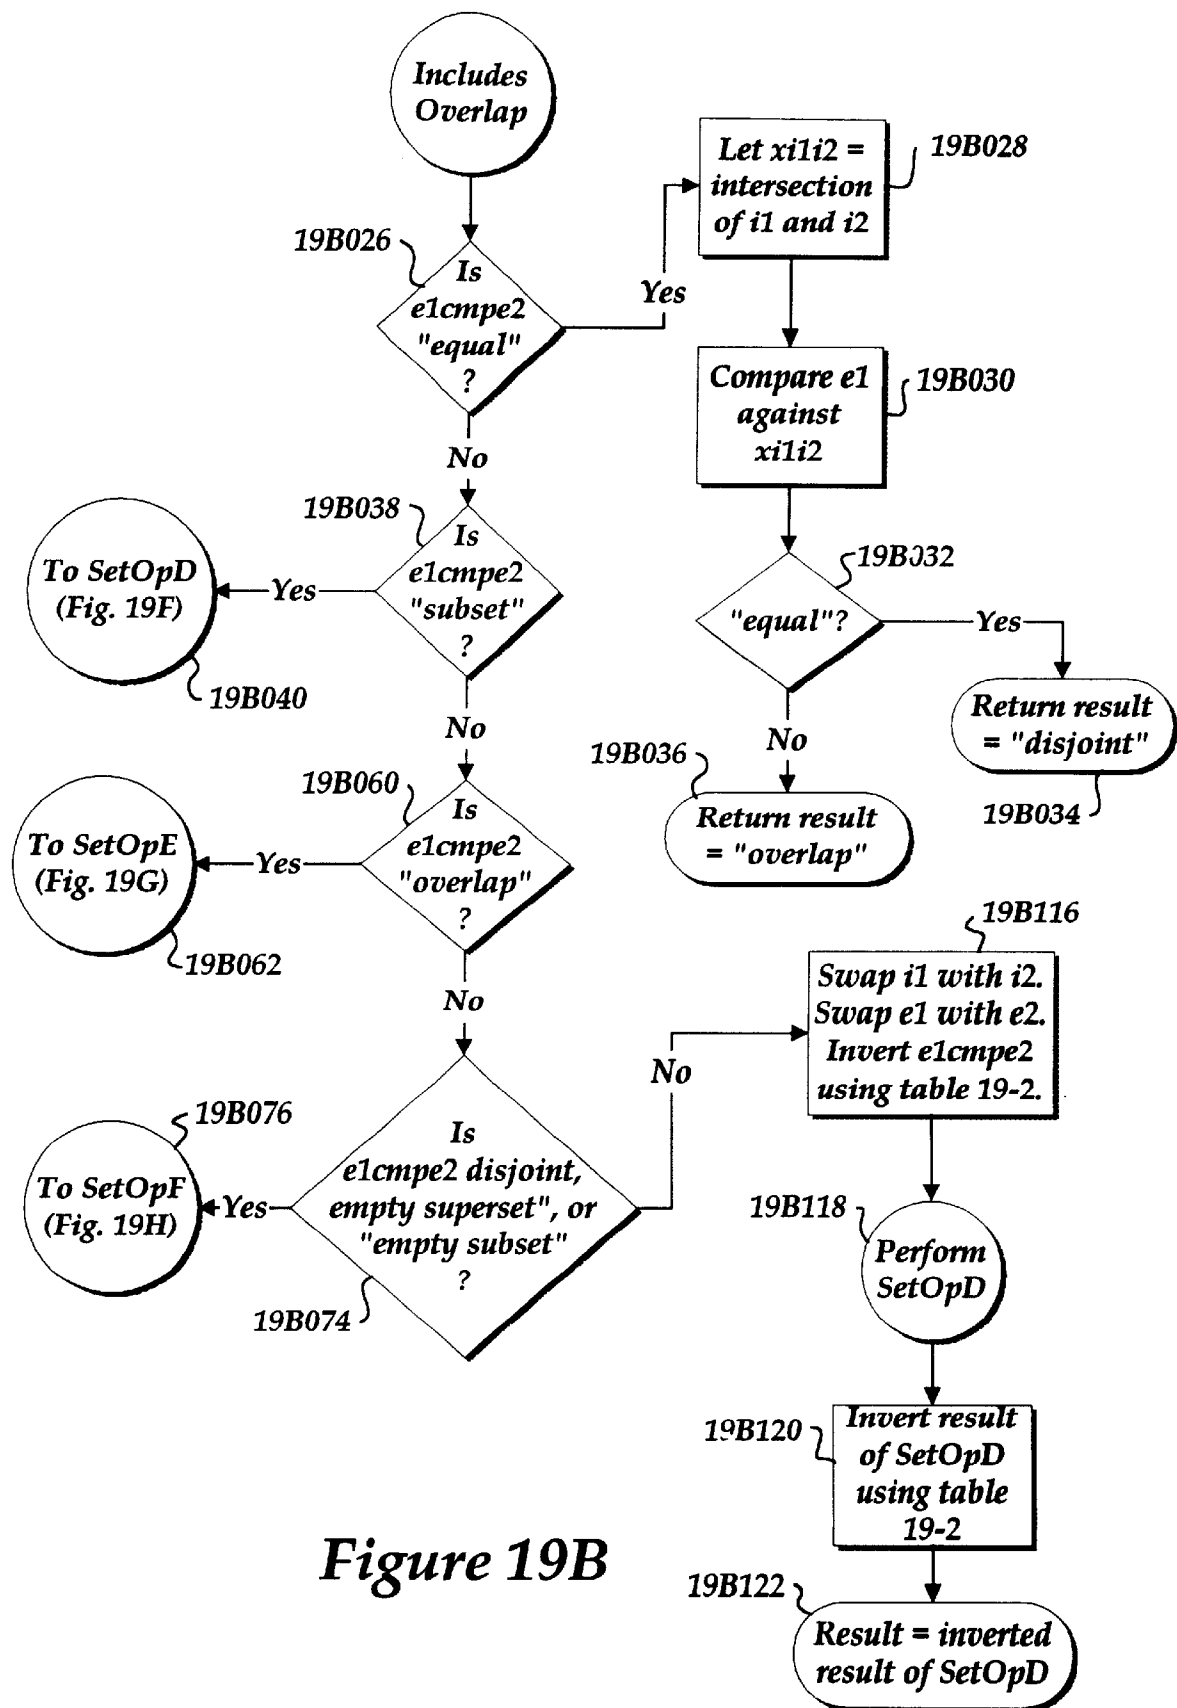 Includes
Overlap
19B026
Is
e1cmpe2
"equal"
?
Yes
Let xi1i2 =
intersection
of i1 and i2
19B028
Compare e1
against
xi1i2
19B030
No
19B038
Is
e1cmpe2
"subset"
?
Yes
To SetOpD
(Fig. 19F)
19B040
19B032
"equal"?
Yes
Return result
= "disjoint"
19B034
No
19B036
Return result
= "overlap"
No
19B060
Is
e1cmpe2
"overlap"
?
Yes
To SetOpE
(Fig. 19G)
19B062
No
19B076
To SetOpF
(Fig. 19H)
Yes
Is
e1cmpe2 disjoint,
empty superset", or
"empty subset"
?
19B074
No
19B116
Swap i1 with i2.
Swap e1 with e2.
Invert e1cmpe2
using table 19-2.
19B118
Perform
SetOpD
19B120
Invert result
of SetOpD
using table
19-2
19B122
Result = inverted
result of SetOpD
Figure 19B